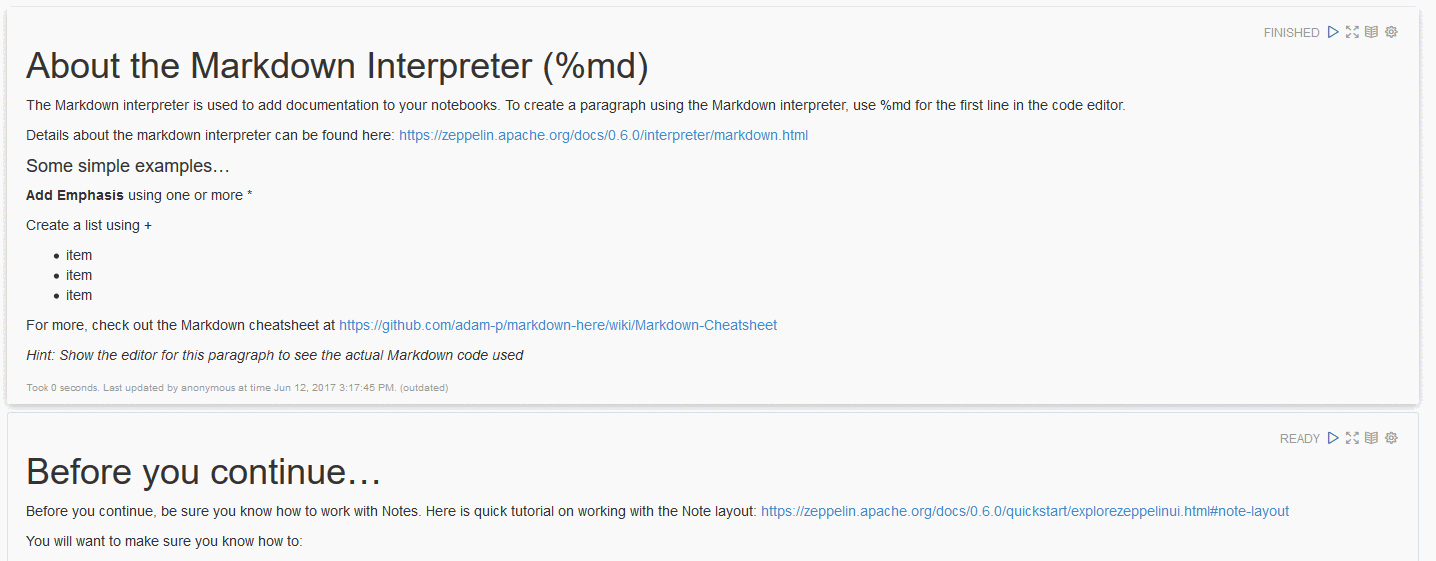 FINISHED
About the Markdown Interpreter (%md)
The Markdown interpreter is used to add documentation to your notebooks. To create a paragraph using the Markdown interpreter, use %md for the first line in the code editor.
Details about the markdown interpreter can be found here: https://zeppelin.apache.org/docs/0.6.0/interpreter/markdown.html
Some simple examples…
Add Emphasis using one or more *
Create a list using +
• item
• item
• item
For more, check out the Markdown cheatsheet at https://github.com/adam-p/markdown-here/wiki/Markdown-Cheatsheet
Hint: Show the editor for this paragraph to see the actual Markdown code used
Took 0 seconds. Last updated by anonymous at time Jun 12, 2017 3:17:45 PM. (outdated)
READY
Before you continue…
Before you continue, be sure you know how to work with Notes. Here is quick tutorial on working with the Note layout: https://zeppelin.apache.org/docs/0.6.0/quickstart/explorezeppelinui.html#note-layout
You will want to make sure you know how to: